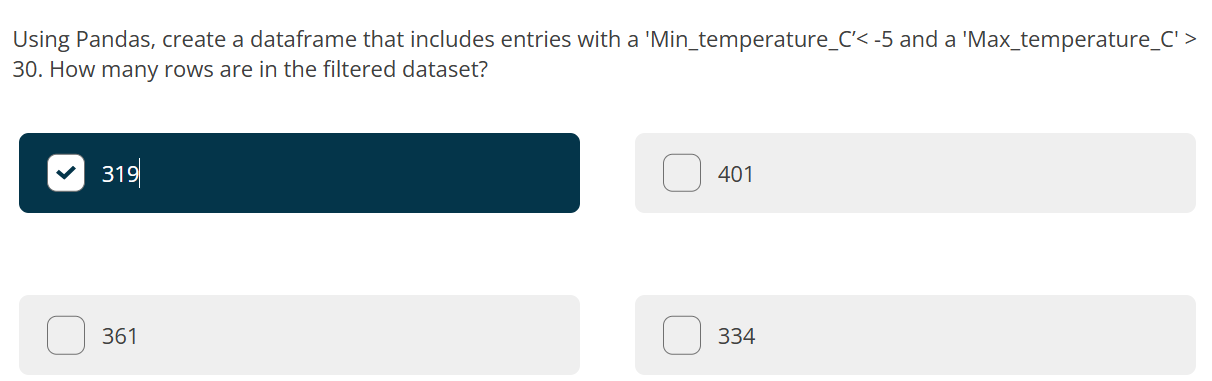 Using Pandas, create a dataframe that includes entries with a 'Min_temperature_C’< -5 and a 'Max_temperature_C' >
30. How many rows are in the filtered dataset?
319
401
361
334